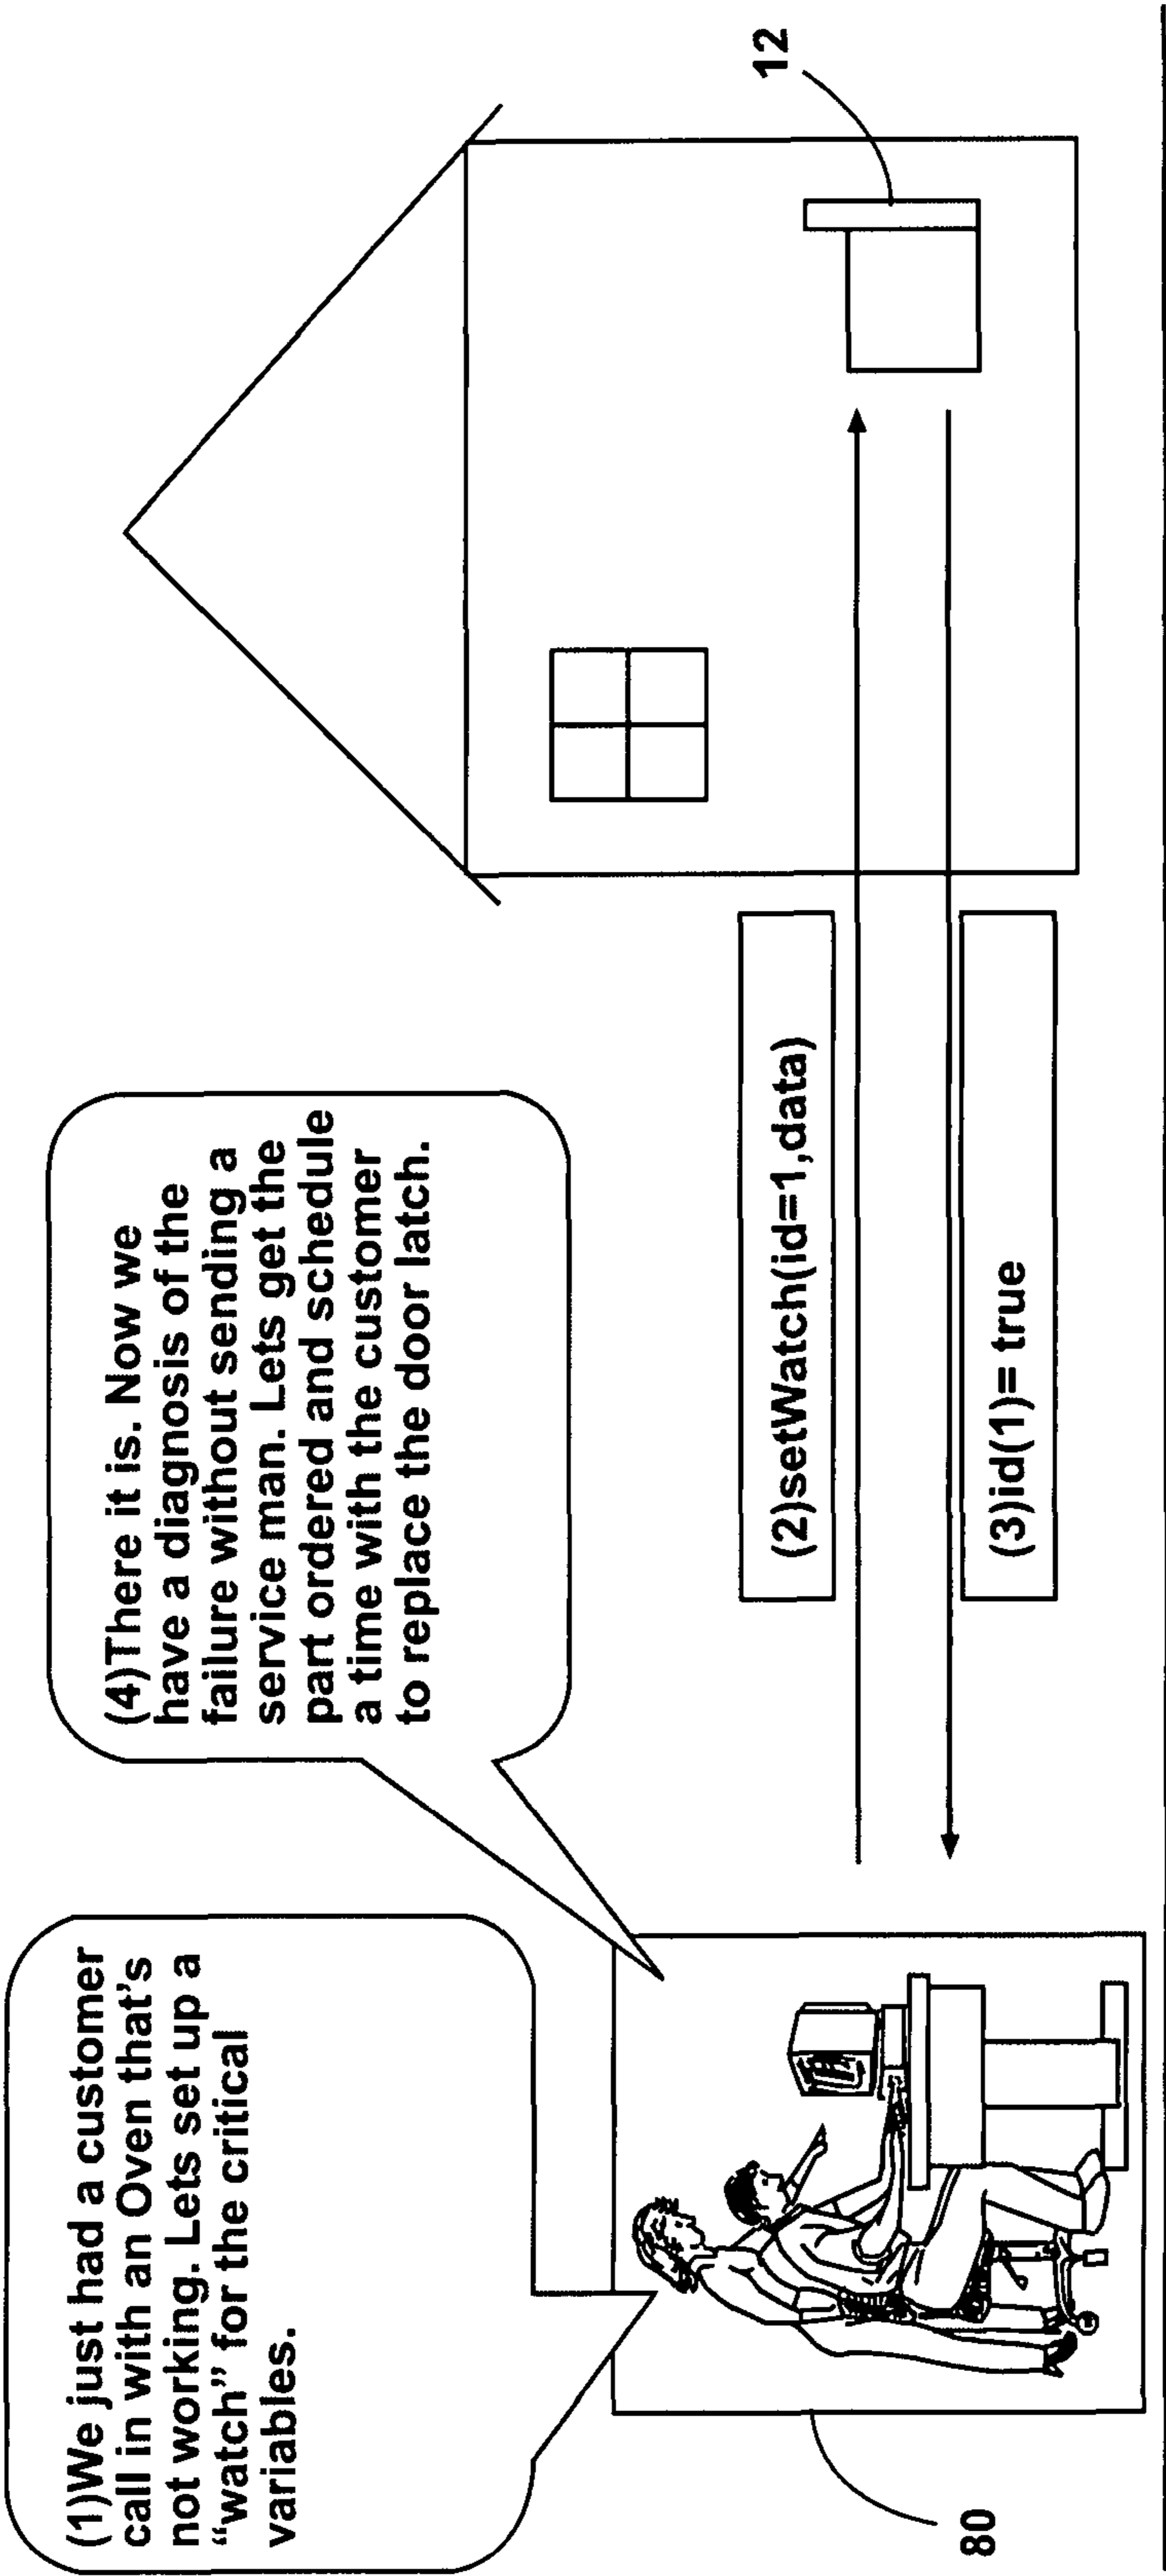 (1)We just had a customer
call in with an Oven that's
not working. Lets set up a
“watch” for the critical
variables.
(4)There it is. Now we
have a diagnosis of the
failure without sending a
service man. Lets get the
part ordered and schedule
a time with the customer
to replace the door latch.
(2)setWatch(id=1,data)
(3)id(1)= true
12
80